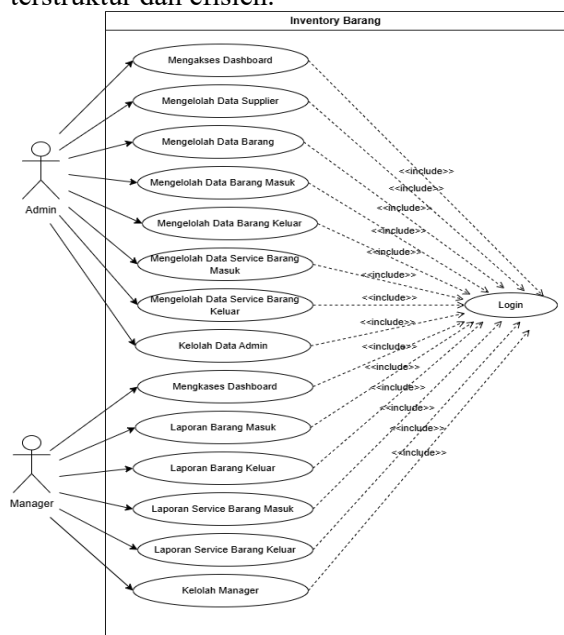 terstruktur dan efisien.
Inventory Barang
Mengakses Dashboard
Mengelolah Data Supplier
Mengelolah Data Barang
<<include>>
Mengelolah Data Barang Masuk
<<include>>
Admin
<<include>>
Mengelolah Data Barang Keluar
<<include>>
Mengelolah Data Service Barang
Masuk
<<include>>
Mengelolah Data Service Barang
Keluar
<<include>>
Login
<<include>>
Kelolah Data Admin
<<include>>
<<include>>
Mengkases Dashboard
<<include>>
Laporan Barang Masuk
<<include>>
<<include>>
Laporan Barang Keluar
<<include>>
Manager
Laporan Service Barang Masuk
Laporan Service Barang Keluar
Kelolah Manager